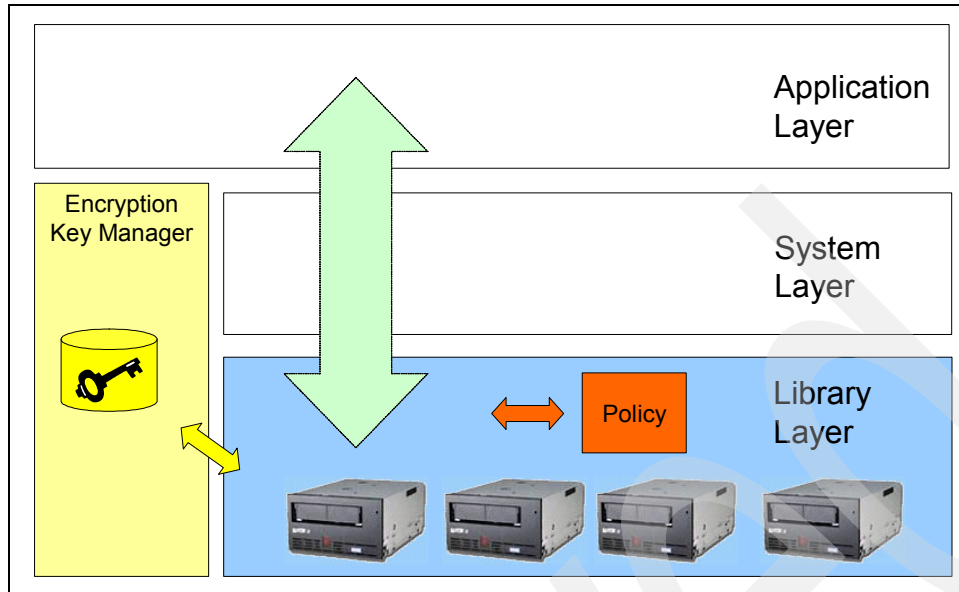 Application
Layer
Encryption
Key Manager
System
Layer
Library
Layer
Policy